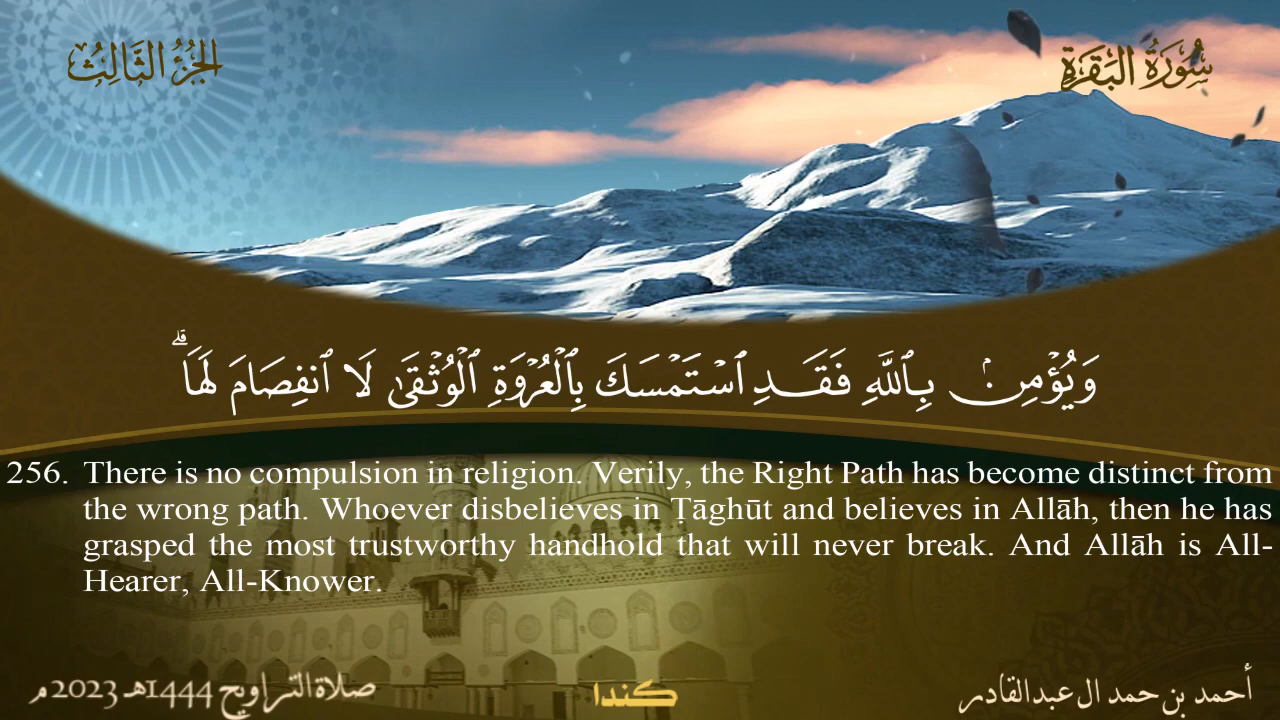 سُورَةُ البَقَرَةِ
الجُزْءُ الثَّالِثُ
وَيُؤۡمِنۢ بِٱللَّهِ فَقَدِ ٱسۡتَمۡسَكَ بِٱلۡعُرۡوَةِ ٱلۡوُثۡقَىٰ لَا ٱنفِصَامَ لَهَاۗ
256. There is no compulsion in religion. Verily, the Right Path has become distinct from
the wrong path. Whoever disbelieves in Ṭāghūt and believes in Allāh, then he has
grasped the most trustworthy handhold that will never break. And Allāh is All-
Hearer, All-Knower.
أحمد بن حمد ال عبدالقادر
كندا
صلاة التراويح 1444هـ 2023م